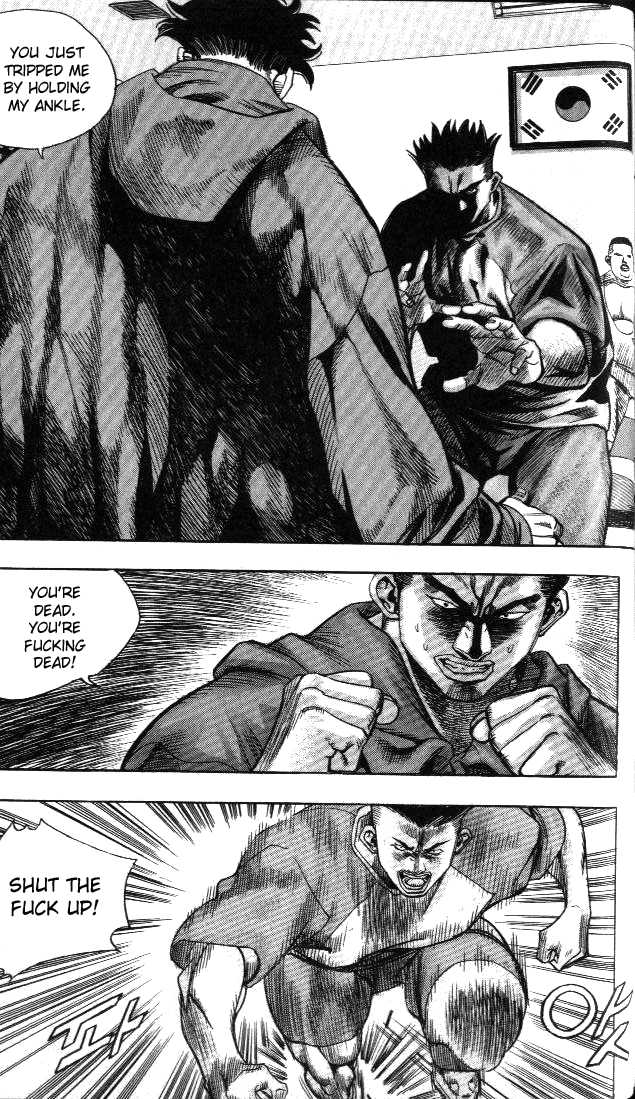 YOU JUST
TRIPPED ME
BY HOLDING
MY ANKLE.
YOU'RE
DEAD.
YOU'RE
FUCKING
DEAD!
SHUT THE
FUCK UP!